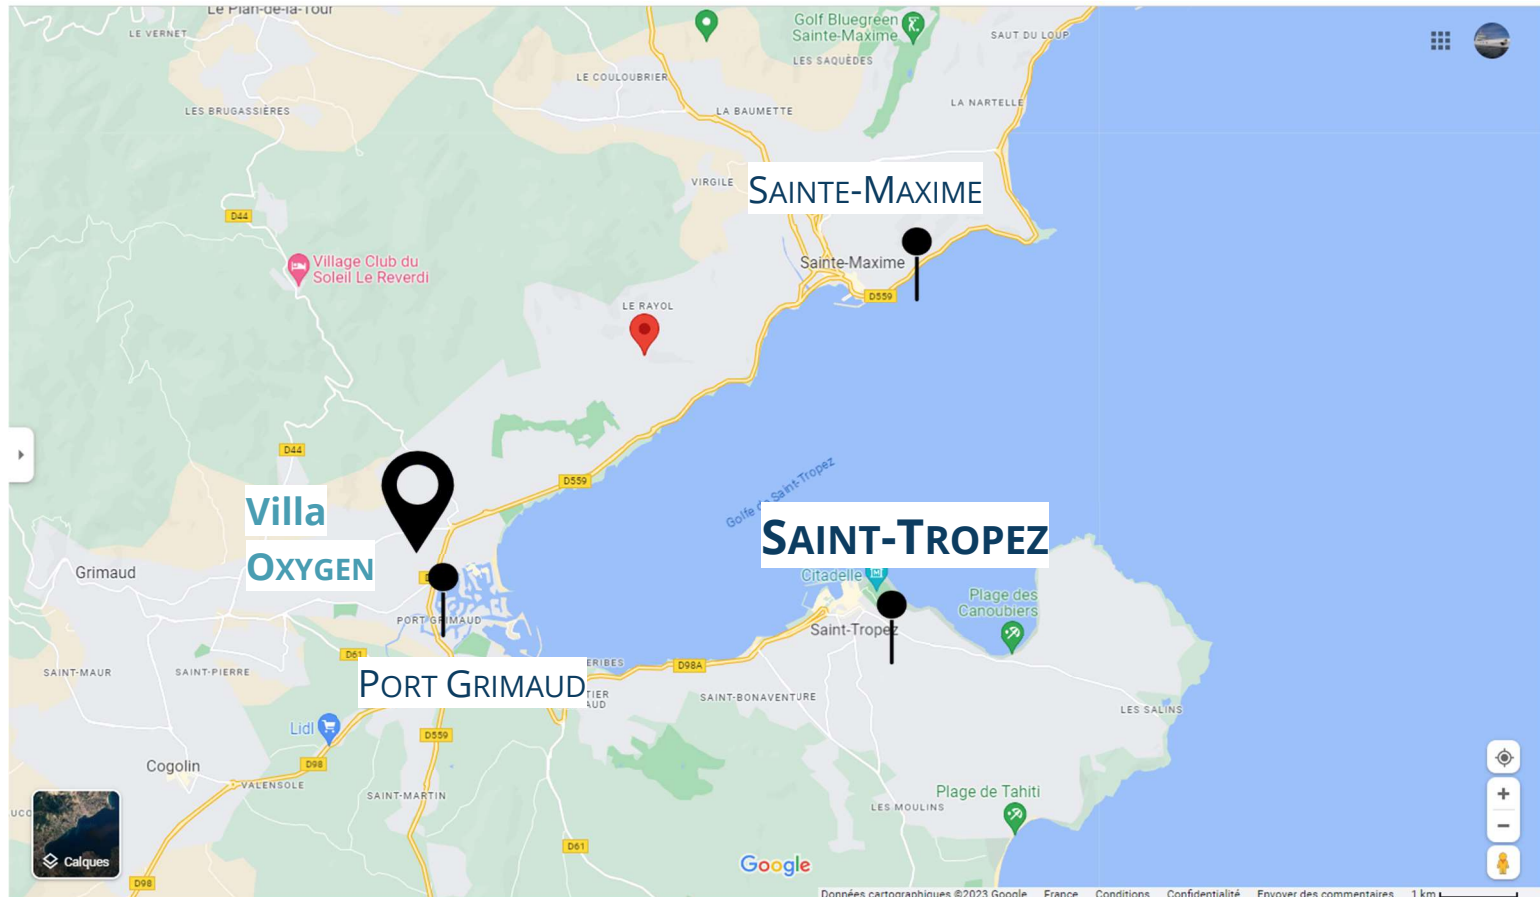 Le Plan-de-la-Tour
LE VERNET
Golf Bluegreen
Sainte-Maxime
SAUT DU LOUP
LES SAQUÈDES
LE COULOUBRIER
LA NARTELLE
LES BRUGASSIÈRES
LA BAUMETTE
VIRGILE
SAINTE-MAXIME
D44
Village Club du
Soleil Le Reverdi
Sainte-Maxime
D559
LE RAYOL
D44
D559
Golfe de Saint-Tropez
Villa
OXYGEN
SAINT-TROPEZ
Citadelle
Grimaud
Plage des
Canoubiers
PORT GRIMAUD
Saint-Tropez
D61
SAINT-MAUR
SAINT-PIERRE
PORT GRIMAUD
ERIBES
D98A
TIER
AUD
SAINT-BONAVENTURE
LES SALINS
Lidl
D559
Cogolin
D98
VALENSOLE
SAINT-MARTIN
Plage de Tahiti
LES MOULINS
D61
Calques
Google
D98
Données cartographiques ©2023 Google France Conditions Confidentialité Envoyer des commentaires 1 km